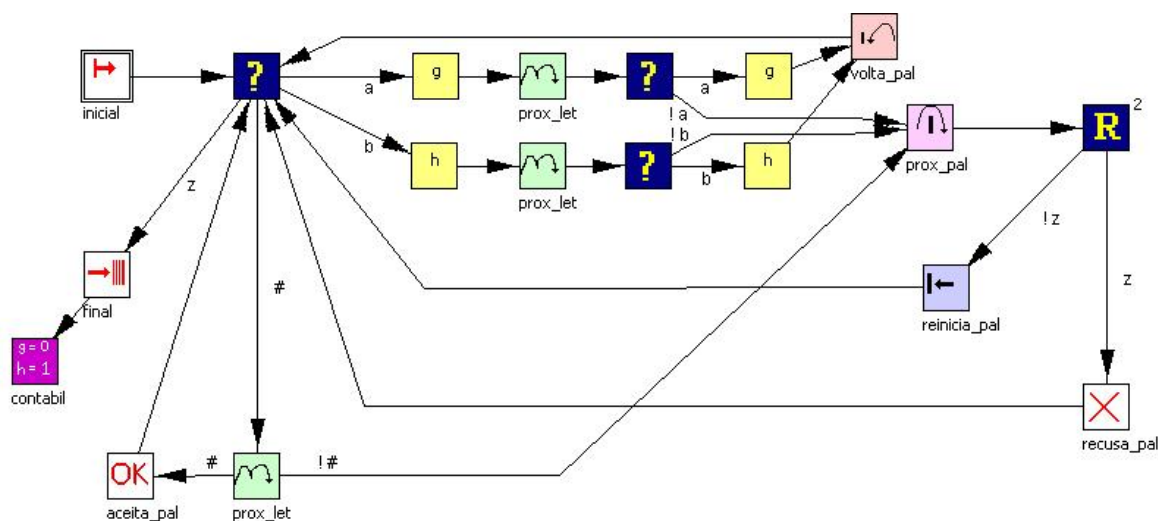 inicial
?
a
g
prox_let
?
a
g
volta_pal
! a
! b
b
h
prox_let
?
b
h
prox_pal
R
2
z
! z
z
final
#
reinicia_pal
g = 0
h = 1
contabil
recusa_pal
OK
#
! #
aceita_pal
prox_let